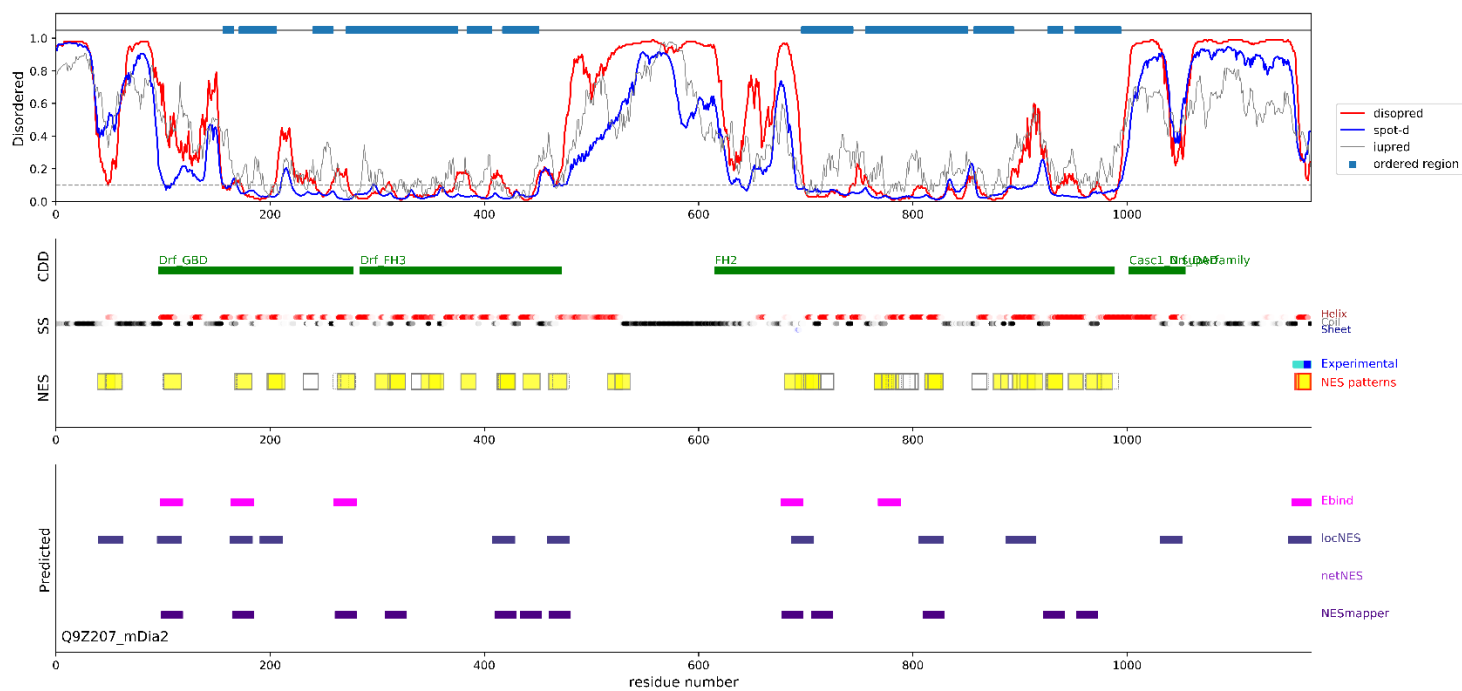 1.0
0.8
0.6
0.4
0.2
0.0
Disordered
0 200 400 600 800 1000
disopred
spot-d
iupred
ordered region
CDD
Drf_GBD Drf_FH3 FH2
SS
Helix
Coil
Sheet
NES
Experimental
NES patterns
0 200 400 600 800 1000
Predicted
Ebind
locNES
netNES
NESmapper
Q9Z207_mDia2
0 200 400 600 800 1000
residue number